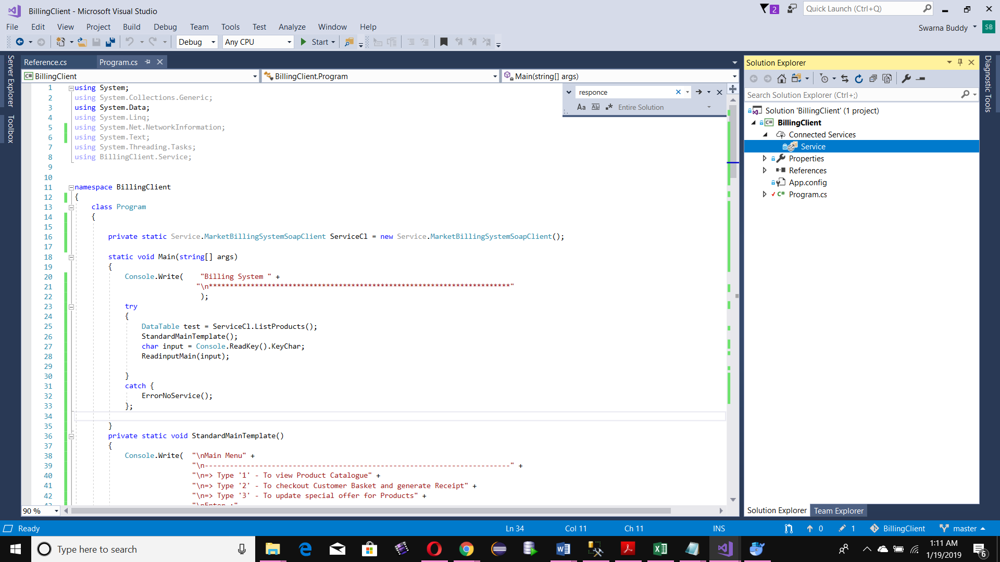 BillingClient - Microsoft Visual Studio
2
Quick Launch (Ctrl+Q)
File Edit View Project Build Debug Team Tools Test Analyze Window Help
Swarna Buddy SB
Debug Any CPU Start
Server Explorer
Toolbox
Reference.cs Program.cs
BillingClient BillingClient.Program Main(string[] args)
responce
Aa Ab Entire Solution
1 using System;
2 using System.Collections.Generic;
3 using System.Data;
4 using System.Linq;
5 using System.Net.NetworkInformation;
6 using System.Text;
7 using System.Threading.Tasks;
8 using BillingClient.Service;
9
10
11 namespace BillingClient
12 {
13 class Program
14 {
15
16 private static Service.MarketBillingSystemSoapClient ServiceCl = new Service.MarketBillingSystemSoapClient();
17
18 static void Main(string[] args)
19 {
20 Console.Write( "Billing System " +
21 "\n************************************************************************"
22 );
23 try
24 {
25 DataTable test = ServiceCl.ListProducts();
26 StandardMainTemplate();
27 char input = Console.ReadKey().KeyChar;
28 ReadinputMain(input);
29
30 }
31 catch {
32 ErrorNoService();
33 };
34
35 }
36 private static void StandardMainTemplate()
37 {
38 Console.Write( "\nMain Menu" +
39 "\n-------------------------------------------------------------------------" +
40 "\n=> Type '1' - To view Product Catalogue" +
41 "\n=> Type '2' - To checkout Customer Basket and generate Receipt" +
42 "\n=> Type '3' - To update special offer for Products" +
90 %
Solution Explorer
Search Solution Explorer (Ctrl+;)
Solution 'BillingClient' (1 project)
C# BillingClient
Connected Services
Service
Properties
References
App.config
C# Program.cs
Solution Explorer Team Explorer
Diagnostic Tools
Ready Ln 34 Col 11 Ch 11 INS 0 1 BillingClient master
Type here to search
1:11 AM
1/19/2019
6